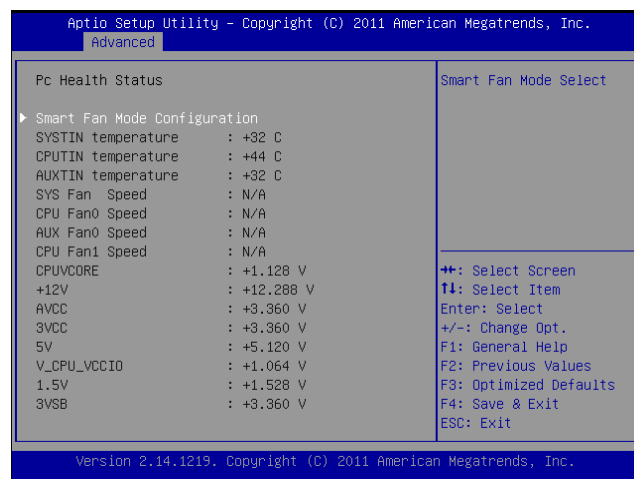 Aptio Setup Utility – Copyright (C) 2011 American Megatrends, Inc.
Advanced
Pc Health Status
Smart Fan Mode Configuration
SYSTIN temperature : +32 C
CPUTIN temperature : +44 C
AUXTIN temperature : +32 C
SYS Fan Speed : N/A
CPU Fan0 Speed : N/A
AUX Fan0 Speed : N/A
CPU Fan1 Speed : N/A
CPUVCORE : +1.128 V
+12V : +12.288 V
AVCC : +3.360 V
3VCC : +3.360 V
5V : +5.120 V
V_CPU_VCCIO : +1.064 V
1.5V : +1.528 V
3VSB : +3.360 V
Smart Fan Mode Select
→←: Select Screen
↑↓: Select Item
Enter: Select
+/-: Change Opt.
F1: General Help
F2: Previous Values
F3: Optimized Defaults
F4: Save & Exit
ESC: Exit
Version 2.14.1219. Copyright (C) 2011 American Megatrends, Inc.